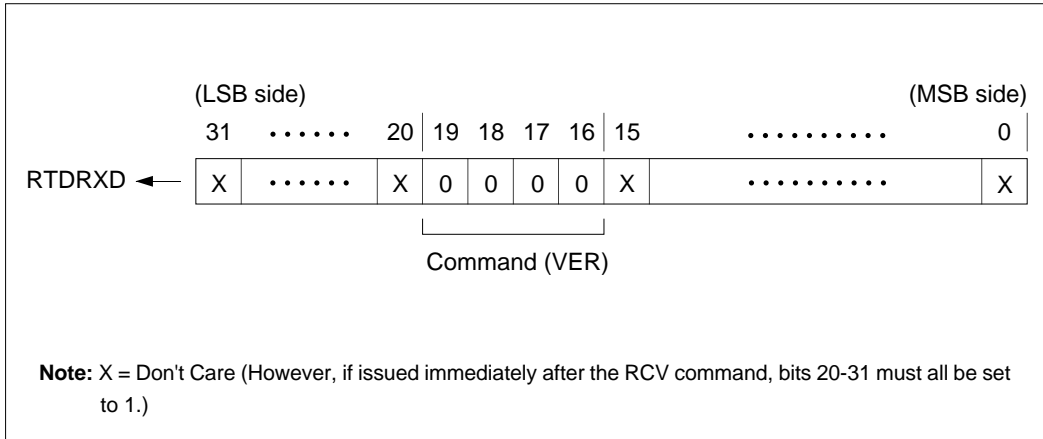 (LSB side) (MSB side)
31 ······ 20 19 18 17 16 15 ·········· 0
RTDRXD X ······ X 0 0 0 0 X ·········· X
Command (VER)
Note: X = Don't Care (However, if issued immediately after the RCV command, bits 20-31 must all be set
to 1.)